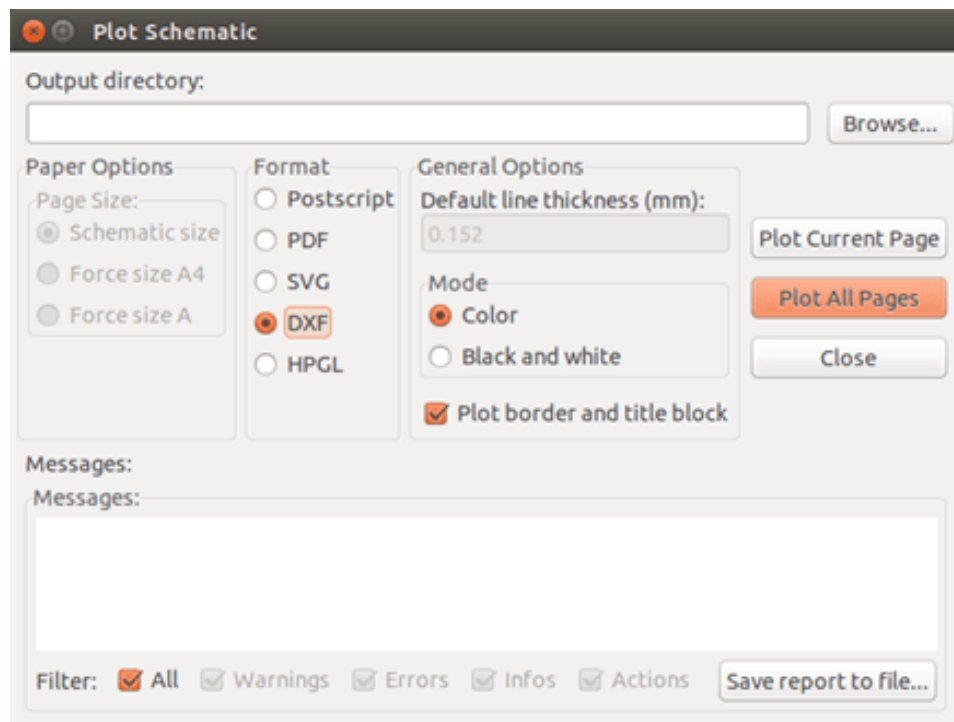 Plot Schematic
Output directory:
Browse...
Paper Options
Page Size:
Schematic size
Force size A4
Force size A
Format
Postscript
PDF
SVG
DXF
HPGL
General Options
Default line thickness (mm):
0.152
Mode
Color
Black and white
Plot border and title block
Plot Current Page
Plot All Pages
Close
Messages:
Messages:
Filter: All Warnings Errors Infos Actions Save report to file...